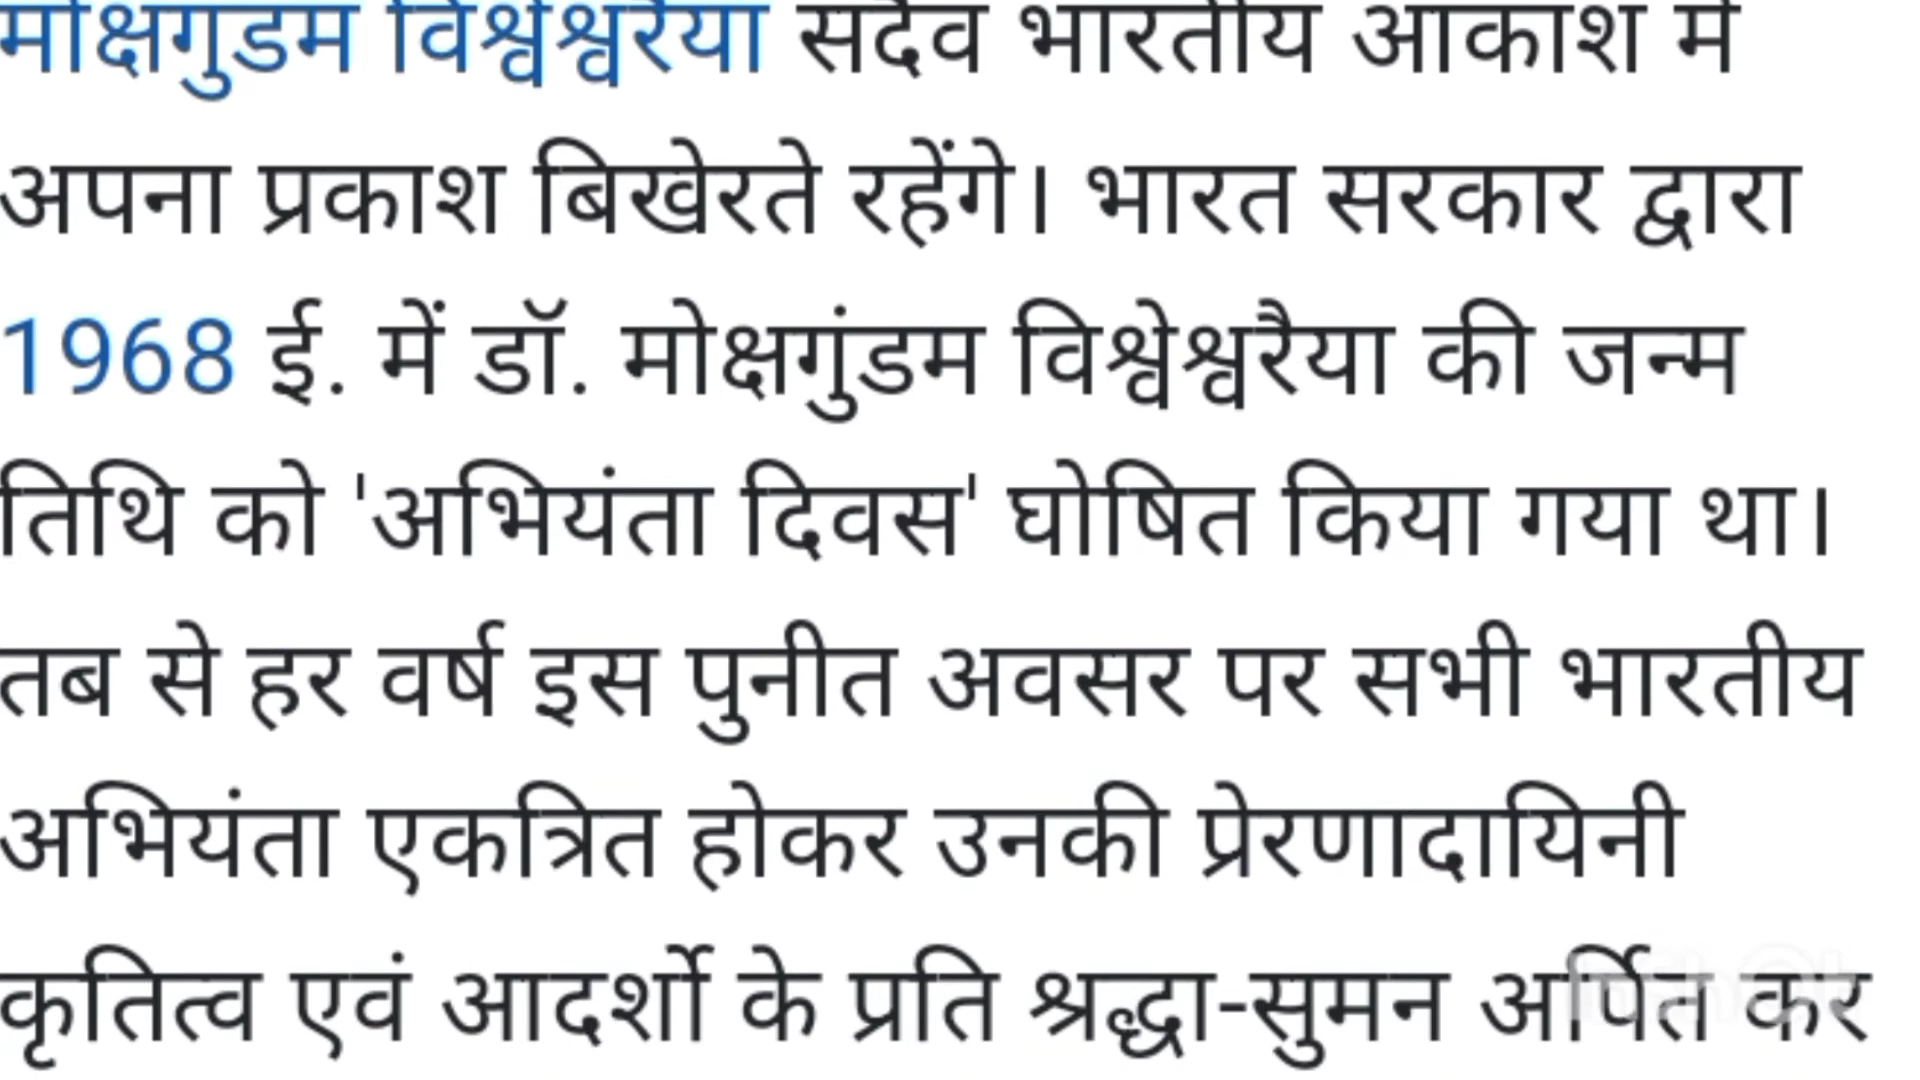 मोक्षगुंडम विश्वेश्वरैया सदैव भारतीय आकाश में
अपना प्रकाश बिखेरते रहेंगे। भारत सरकार द्वारा
1968 ई. में डॉ. मोक्षगुंडम विश्वेश्वरैया की जन्म
तिथि को 'अभियंता दिवस' घोषित किया गया था।
तब से हर वर्ष इस पुनीत अवसर पर सभी भारतीय
अभियंता एकत्रित होकर उनकी प्रेरणादायिनी
कृतित्व एवं आदर्शो के प्रति श्रद्धा-सुमन अर्पित कर
InShOt